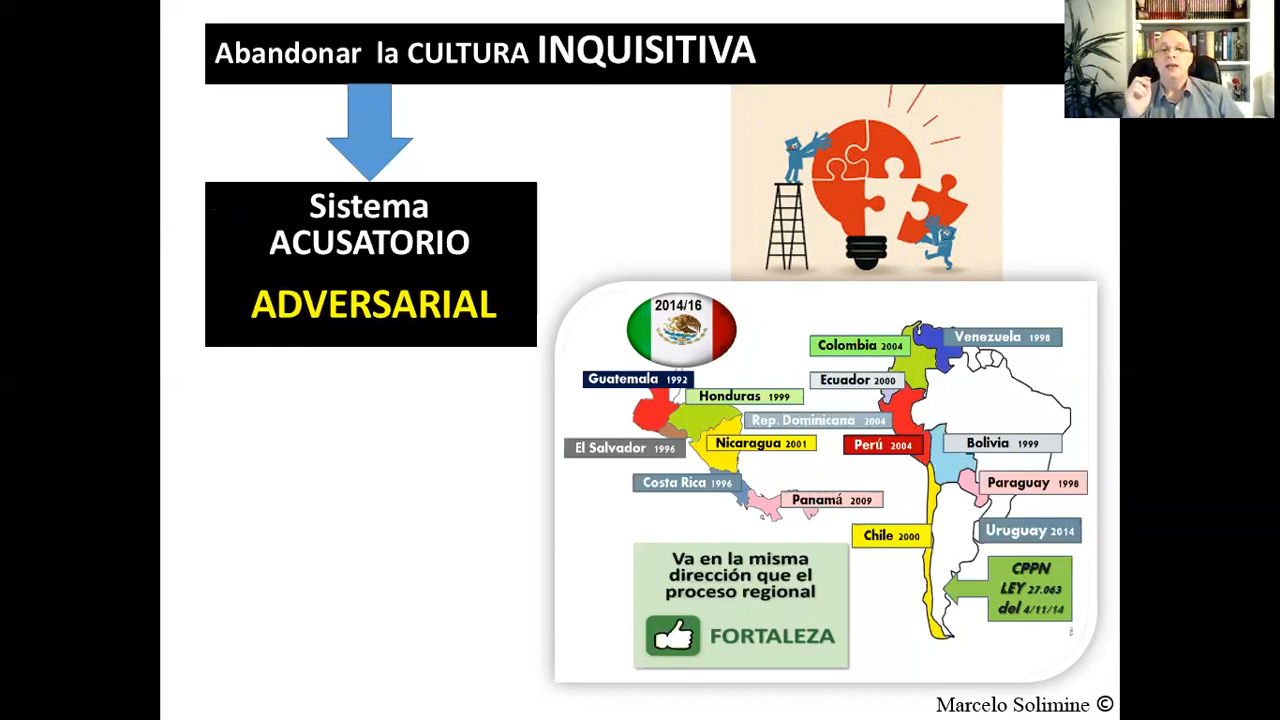 Abandonar la CULTURA INQUISITIVA
Sistema
ACUSATORIO
ADVERSARIAL
2014/16
Guatemala 1992
Honduras 1999
Rep. Dominicana 2004
El Salvador 1996
Nicaragua 2001
Costa Rica 1996
Panamá 2009
Colombia 2004
Venezuela 1998
Ecuador 2000
Perú 2004
Bolivia 1999
Paraguay 1998
Chile 2000
Uruguay 2014
CPPN
LEY 27.063
del 4/11/14
Va en la misma
dirección que el
proceso regional
FORTALEZA
Marcelo Solimine ©